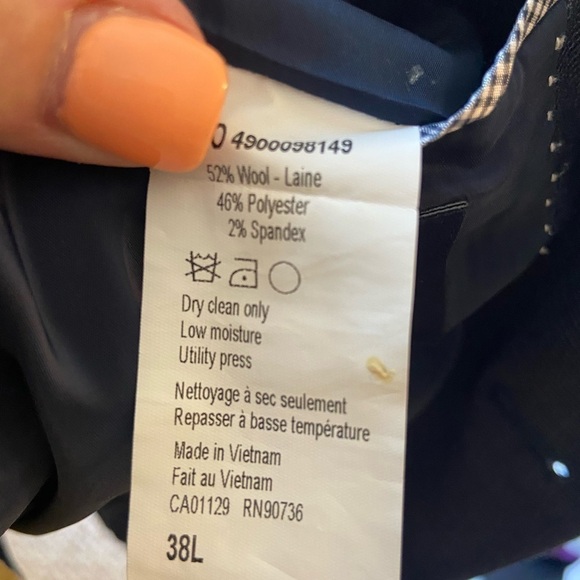 4900098149
52% Wool - Laine
46% Polyester
2% Spandex
Dry clean only
Low moisture
Utility press
Nettoyage à sec seulement
Repasser à basse température
Made in Vietnam
Fait au Vietnam
CA01129 RN90736
38L